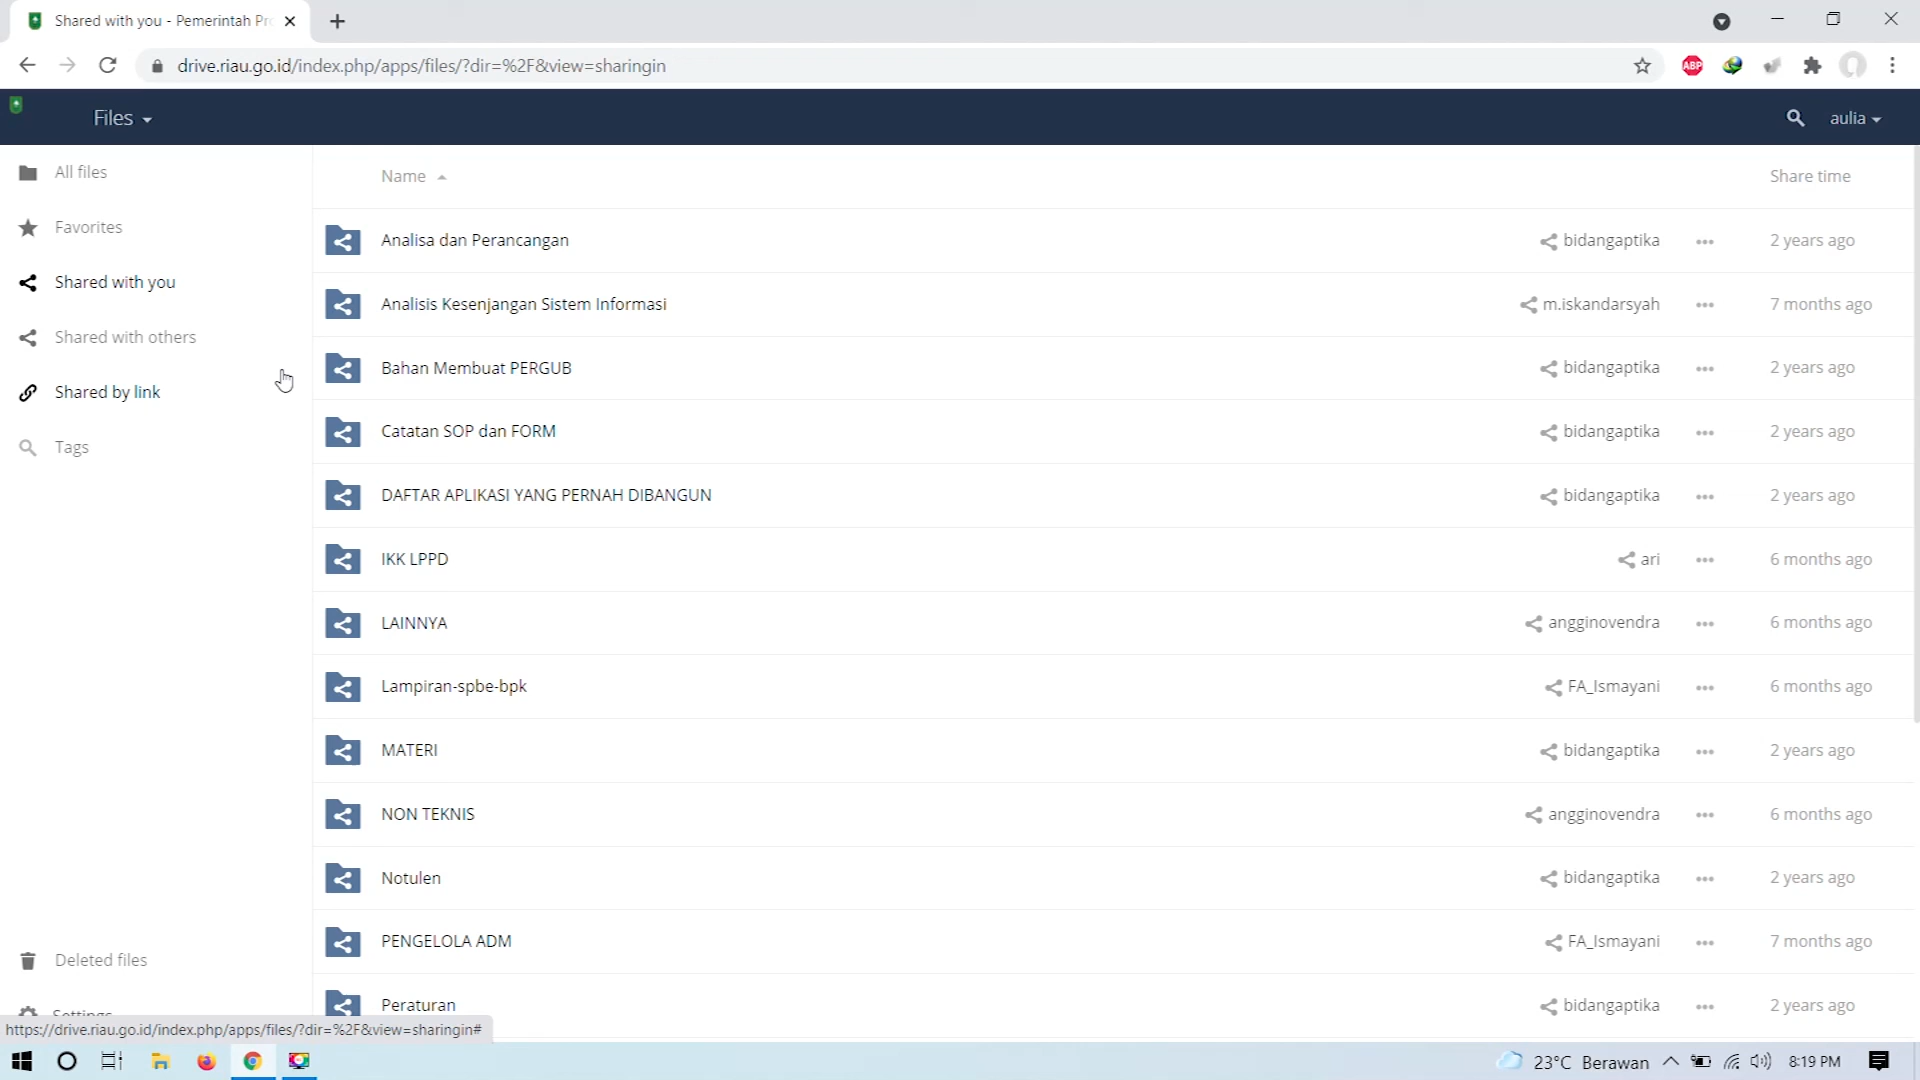 Shared with you - Pemerintah Pr
drive.riau.go.id/index.php/apps/files/?dir=%2F&view=sharingin
ABP
Files
aulia
All files
Favorites
Shared with you
Shared with others
Shared by link
Tags
Deleted files
Settings
Name
Share time
Analisa dan Perancangan bidangaptika 2 years ago
Analisis Kesenjangan Sistem Informasi m.iskandarsyah 7 months ago
Bahan Membuat PERGUB bidangaptika 2 years ago
Catatan SOP dan FORM bidangaptika 2 years ago
DAFTAR APLIKASI YANG PERNAH DIBANGUN bidangaptika 2 years ago
IKK LPPD ari 6 months ago
LAINNYA angginovendra 6 months ago
Lampiran-spbe-bpk FA_Ismayani 6 months ago
MATERI bidangaptika 2 years ago
NON TEKNIS angginovendra 6 months ago
Notulen bidangaptika 2 years ago
PENGELOLA ADM FA_Ismayani 7 months ago
Peraturan bidangaptika 2 years ago
https://drive.riau.go.id/index.php/apps/files/?dir=%2F&view=sharingin#
23°C Berawan 8:19 PM